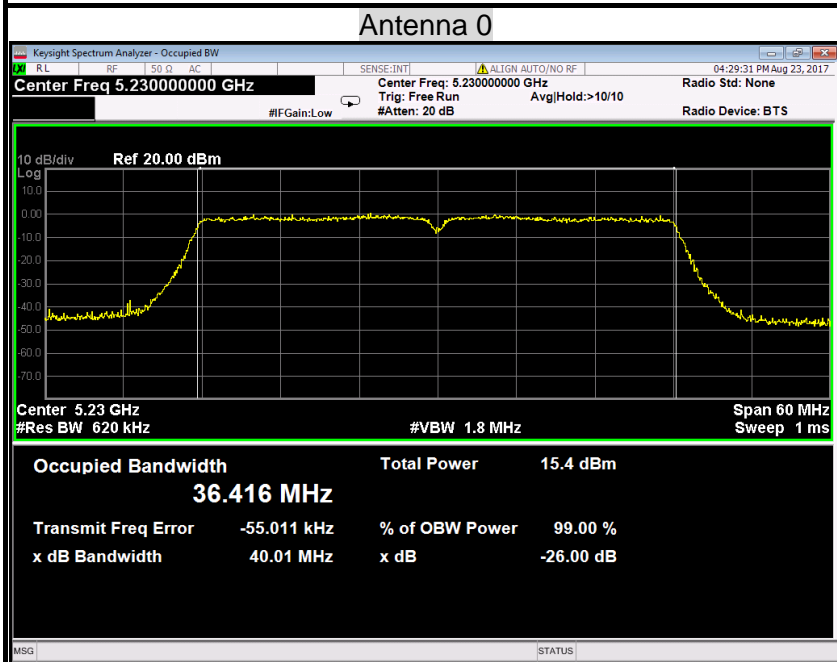 Antenna 0
Keysight Spectrum Analyzer - Occupied BW
LXI RL RF 50 Ω AC SENSE:INT ALIGN AUTO/NO RF 04:29:31 PM Aug 23, 2017
Center Freq 5.230000000 GHz Center Freq: 5.230000000 GHz Radio Std: None
Trig: Free Run Avg|Hold:>10/10
#IFGain:Low #Atten: 20 dB Radio Device: BTS
10 dB/div Ref 20.00 dBm
Log
10.0
0.00
-10.0
-20.0
-30.0
-40.0
-50.0
-60.0
-70.0
Center 5.23 GHz Span 60 MHz
#Res BW 620 kHz #VBW 1.8 MHz Sweep 1 ms
Occupied Bandwidth Total Power 15.4 dBm
36.416 MHz
Transmit Freq Error -55.011 kHz % of OBW Power 99.00 %
x dB Bandwidth 40.01 MHz x dB -26.00 dB
MSG STATUS